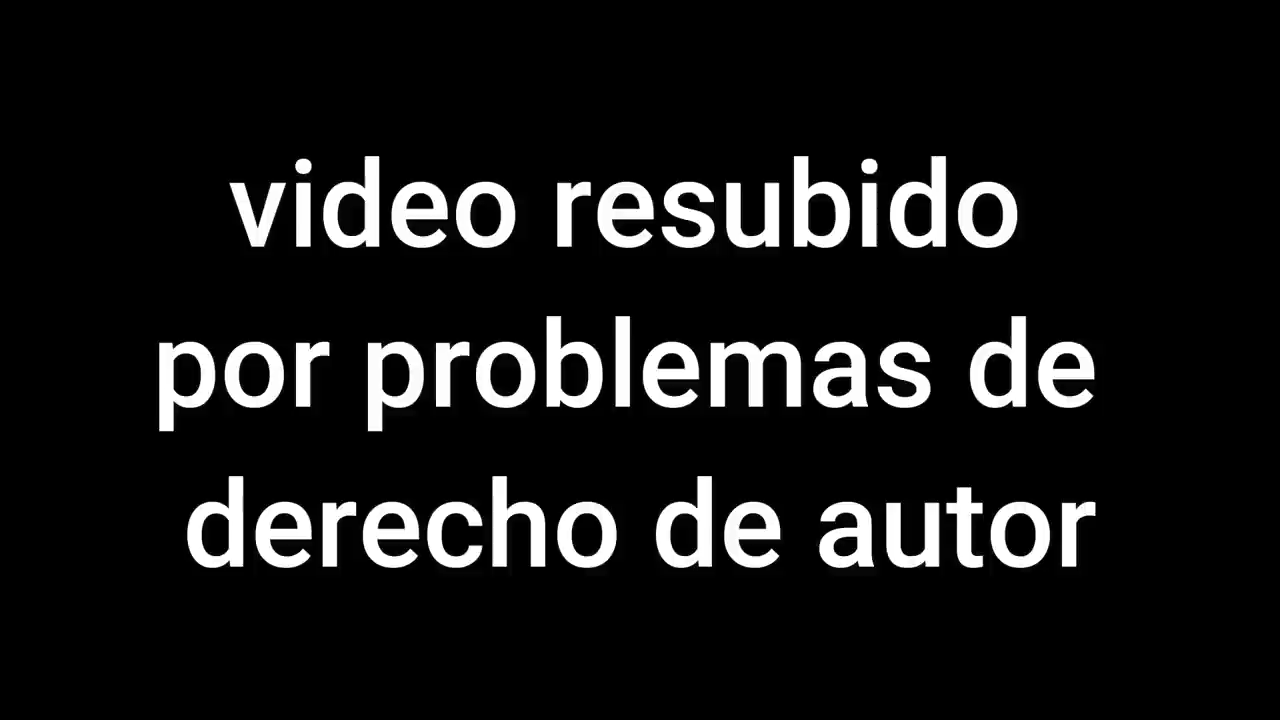 video resubido
por problemas de
derecho de autor